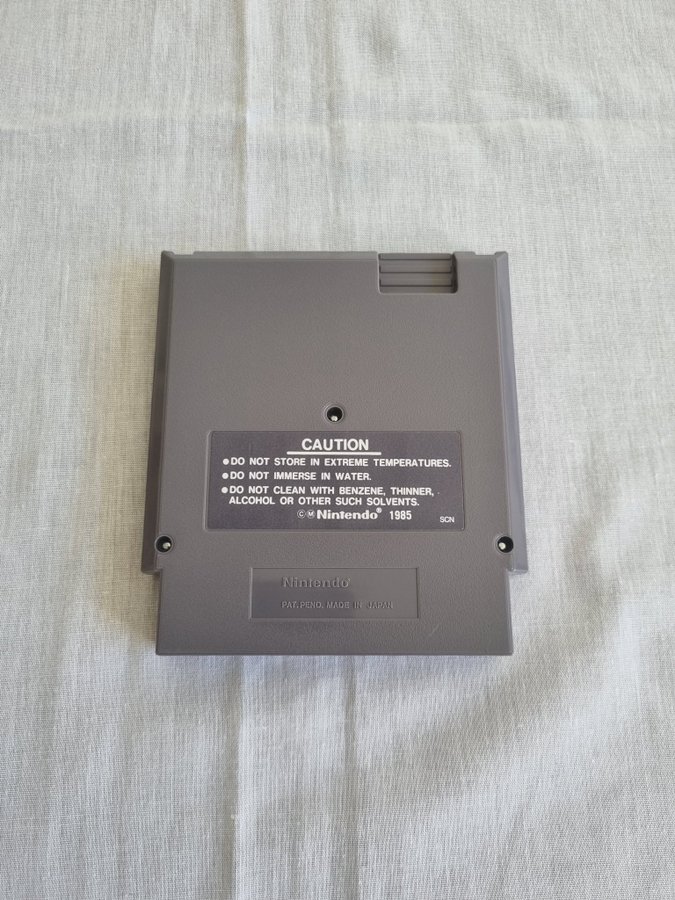 CAUTION
●DO NOT STORE IN EXTREME TEMPERATURES.
●DO NOT IMMERSE IN WATER.
●DO NOT CLEAN WITH BENZENE, THINNER,
ALCOHOL OR OTHER SUCH SOLVENTS.
©Ⓜ Nintendo® 1985
SCN
Nintendo®
PAT. PEND. MADE IN JAPAN